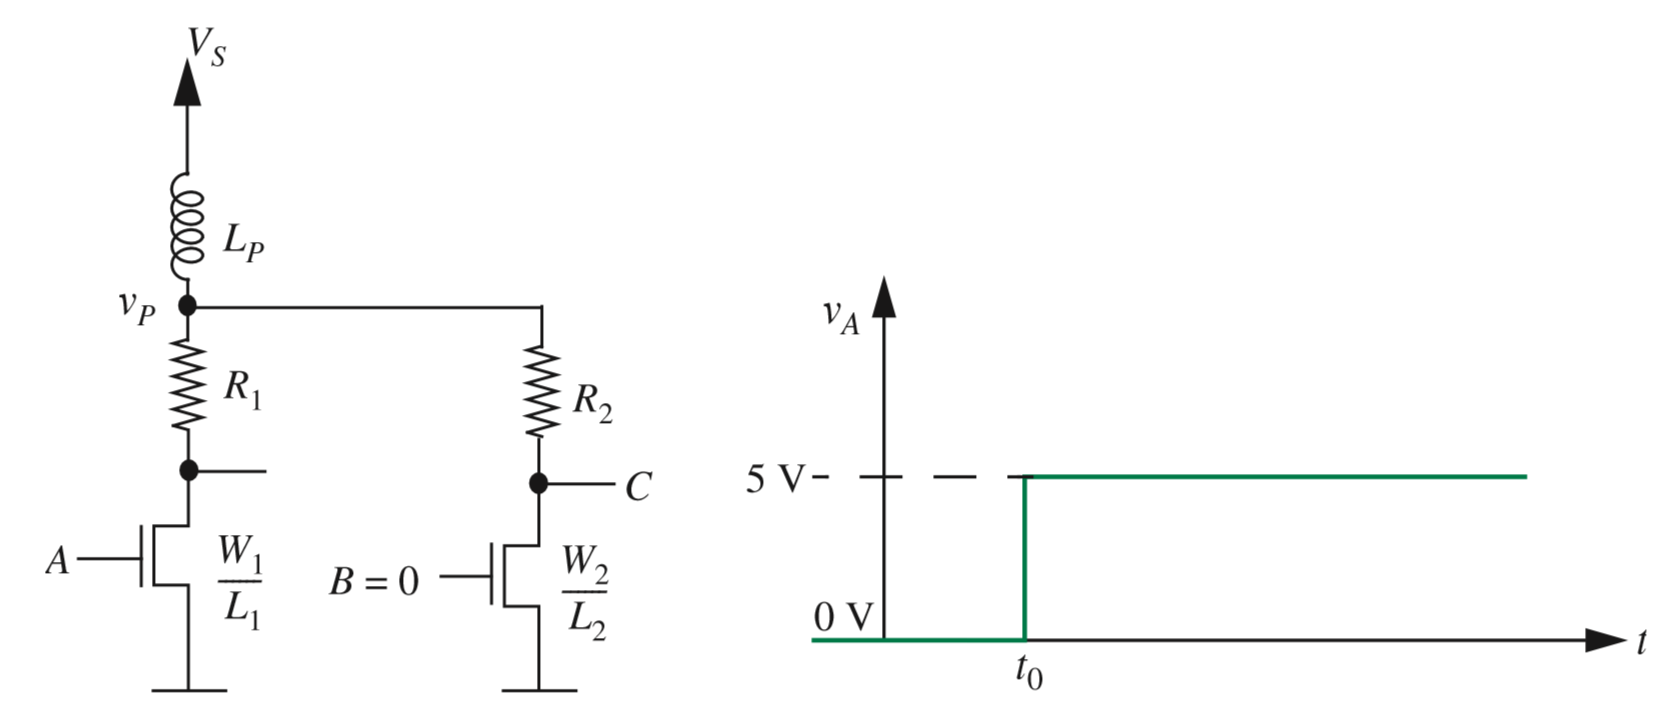 V_S
L_P
v_P
R_1
R_2
C
A
W_1
L_1
B = 0
W_2
L_2
v_A
5 V
0 V
t_0
t